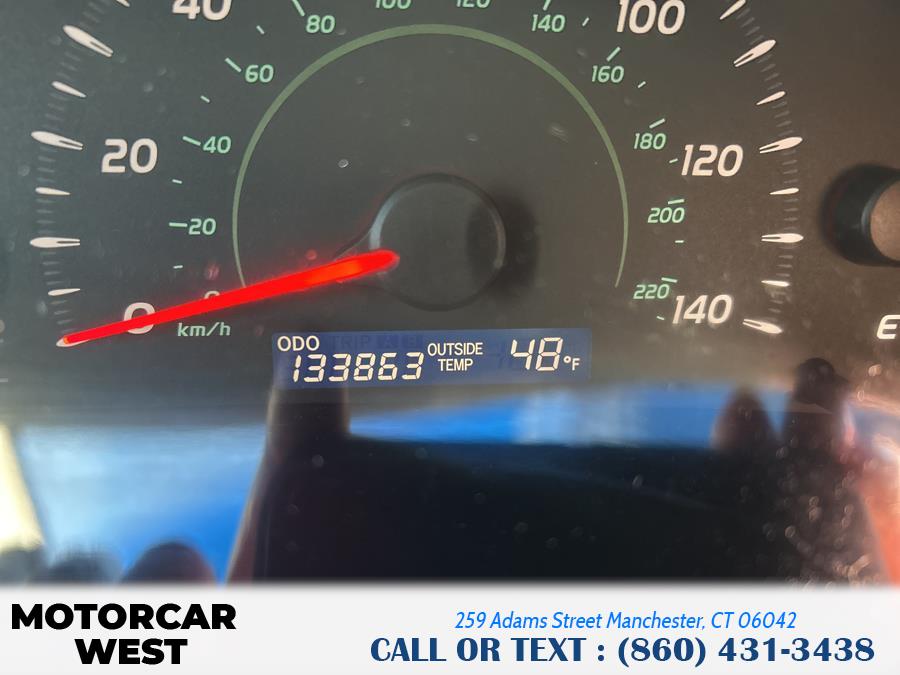 40
80
100
120
140
100
60
160
20
40
180
120
20
200
0
0
220
140
km/h
E
ODO
TRIP A B
133863
OUTSIDE
TEMP
48°F
MOTORCAR
WEST
259 Adams Street Manchester, CT 06042
CALL OR TEXT : (860) 431-3438